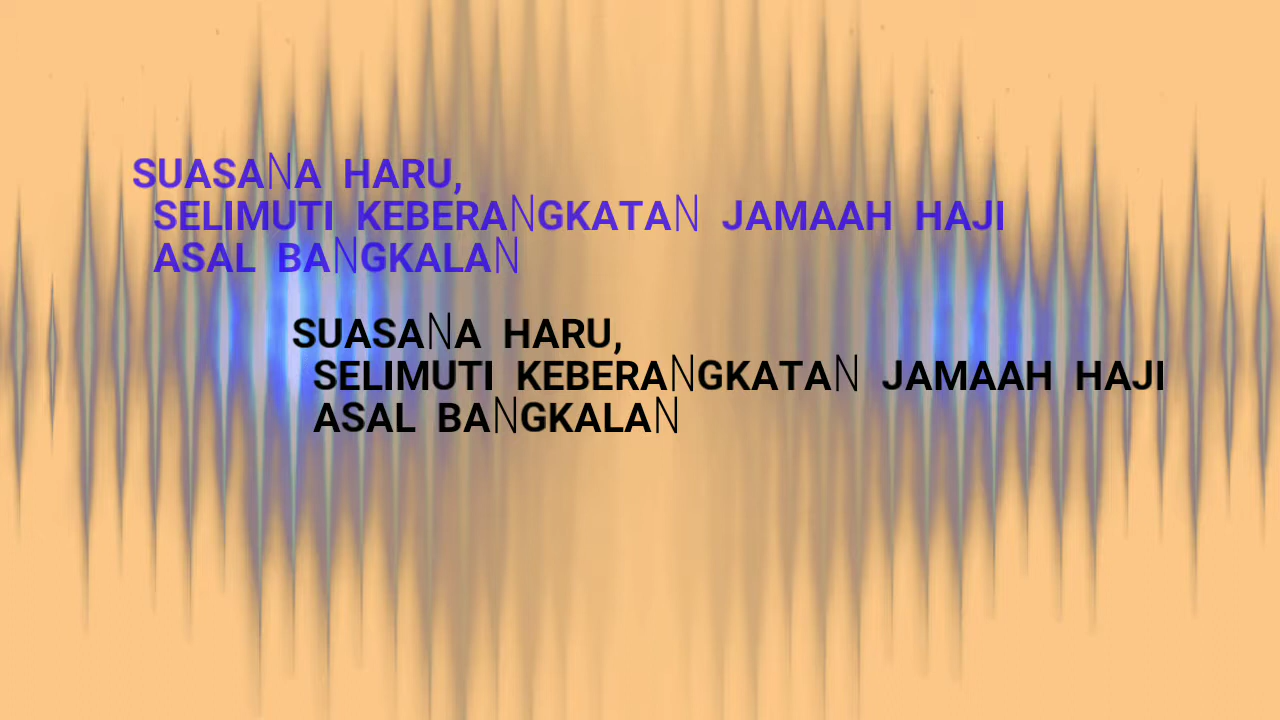 SUASANA HARU,
SELIMUTI KEBERANGKATAN JAMAAH HAJI
ASAL BANGKALAN
SUASANA HARU,
SELIMUTI KEBERANGKATAN JAMAAH HAJI
ASAL BANGKALAN